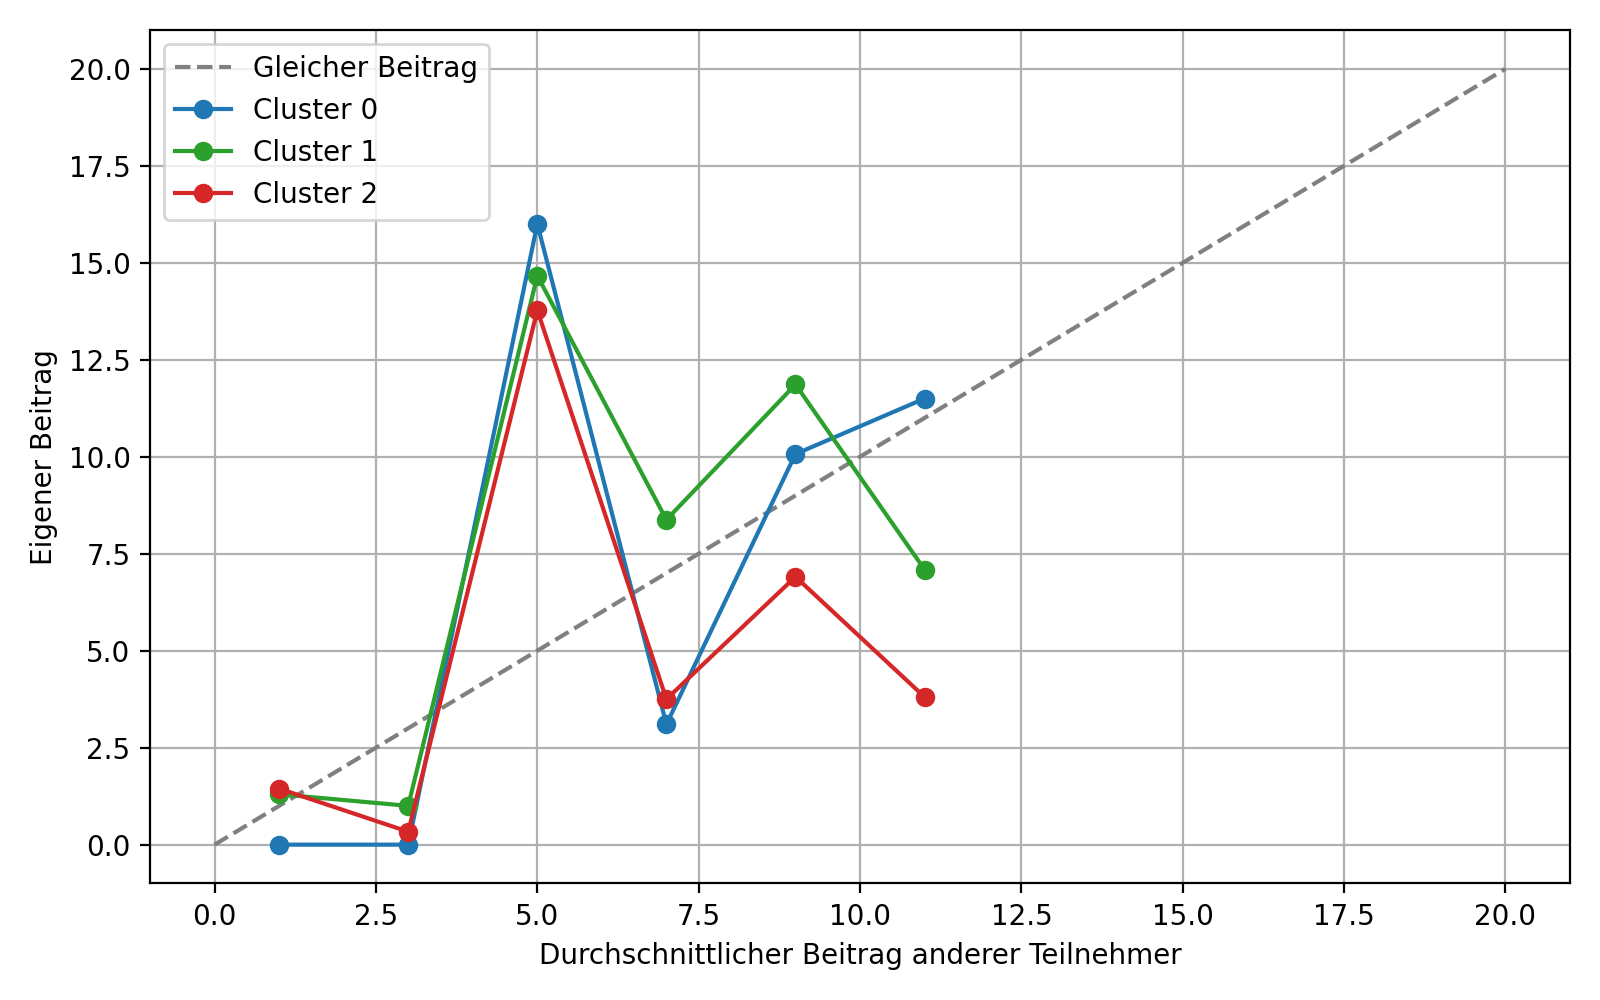 Gleicher Beitrag
Cluster 0
Cluster 1
Cluster 2
20.0
17.5
15.0
12.5
10.0
7.5
5.0
2.5
0.0
Eigener Beitrag
0.0 2.5 5.0 7.5 10.0 12.5 15.0 17.5 20.0
Durchschnittlicher Beitrag anderer Teilnehmer